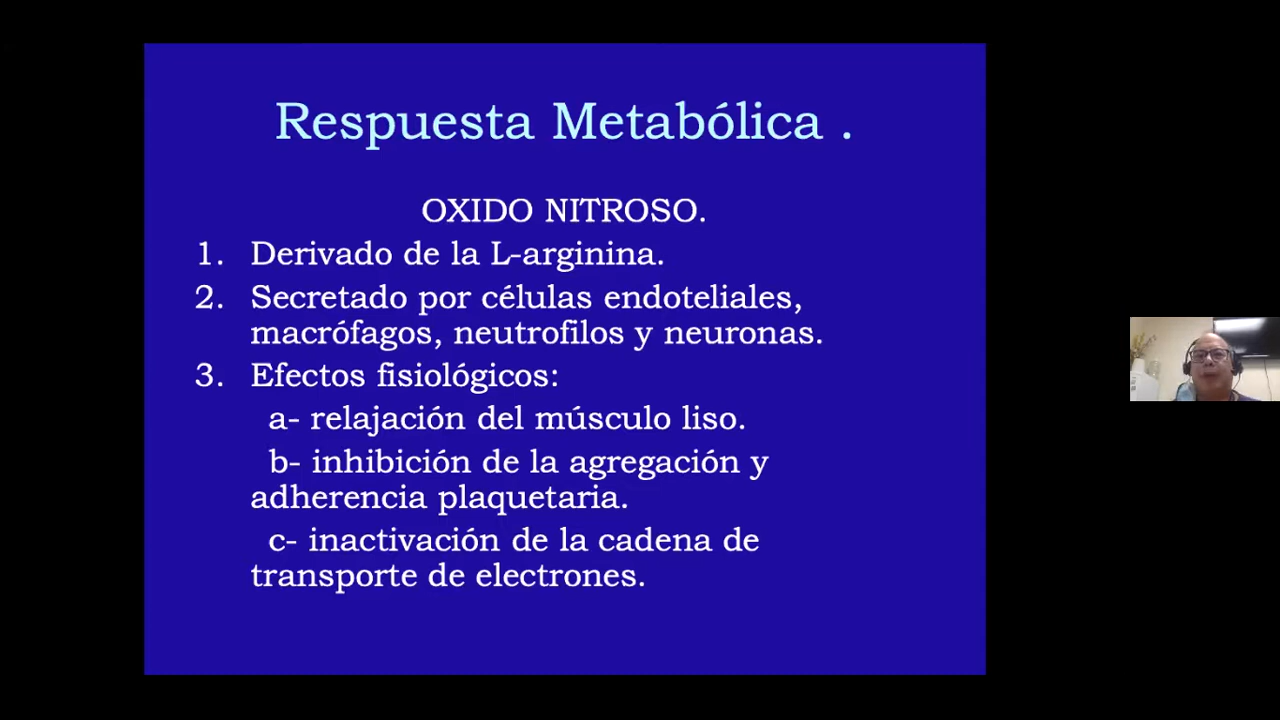 Respuesta Metabólica .
OXIDO NITROSO.
1. Derivado de la L-arginina.
2. Secretado por células endoteliales,
macrófagos, neutrofilos y neuronas.
3. Efectos fisiológicos:
a- relajación del músculo liso.
b- inhibición de la agregación y
adherencia plaquetaria.
c- inactivación de la cadena de
transporte de electrones.